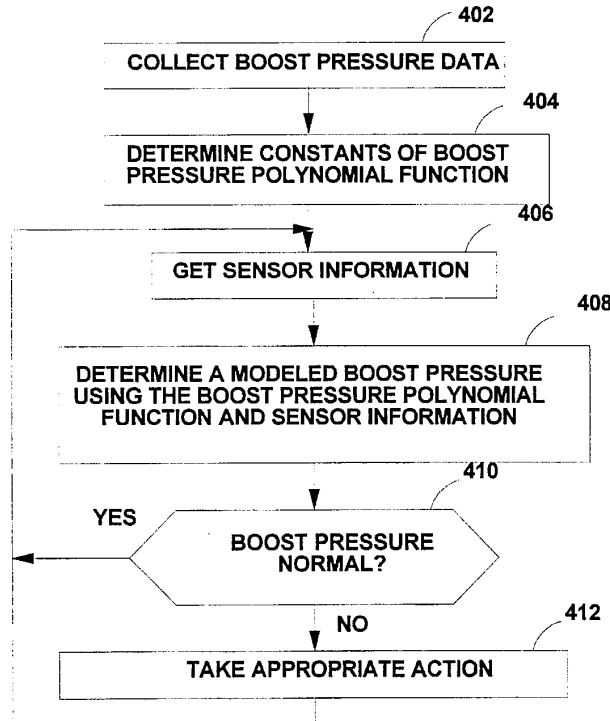 402
COLLECT BOOST PRESSURE DATA
404
DETERMINE CONSTANTS OF BOOST
PRESSURE POLYNOMIAL FUNCTION
406
GET SENSOR INFORMATION
408
DETERMINE A MODELED BOOST PRESSURE
USING THE BOOST PRESSURE POLYNOMIAL
FUNCTION AND SENSOR INFORMATION
410
YES
BOOST PRESSURE
NORMAL?
NO
412
TAKE APPROPRIATE ACTION